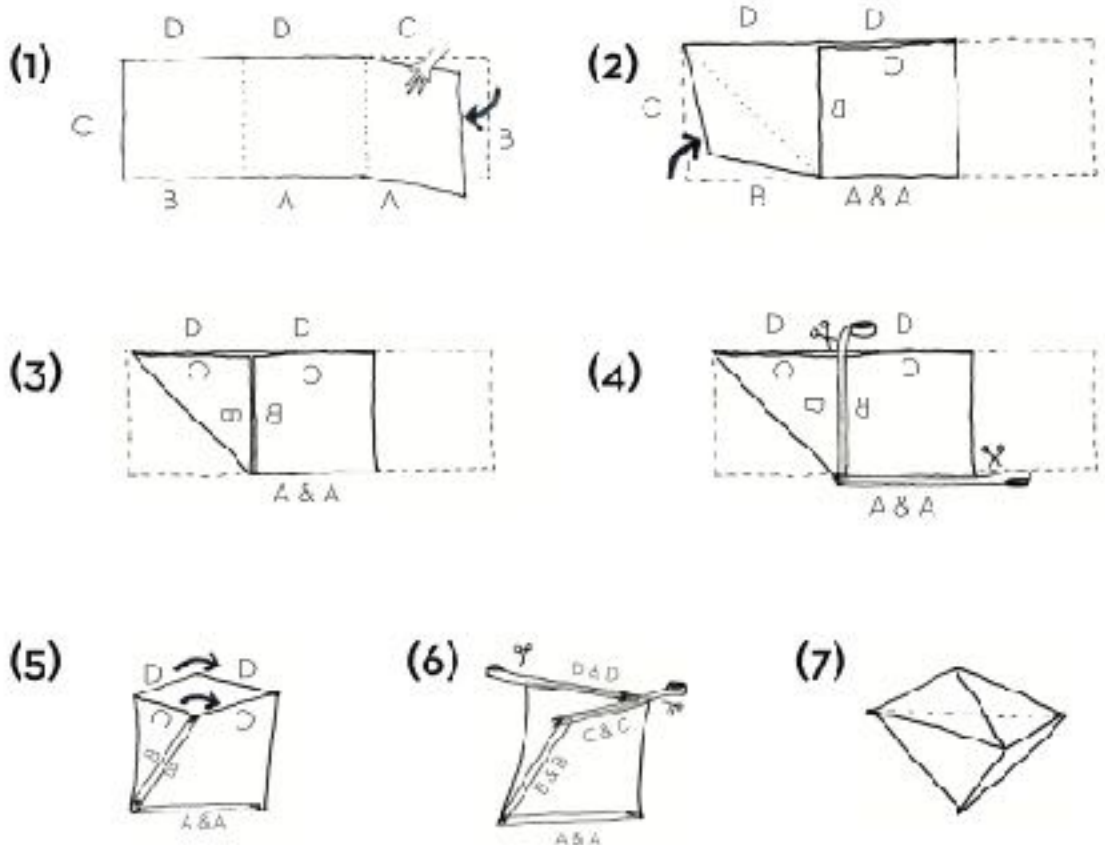 (1)
D D C
C B
B A A
(2)
D D
C B C
B A & A
(3)
D D
C C
B B
A & A
(4)
D D
C C
B B
A & A
(5)
D D
C C
B B
A & A
(6)
D & D
C & C
B & B
A & A
(7)